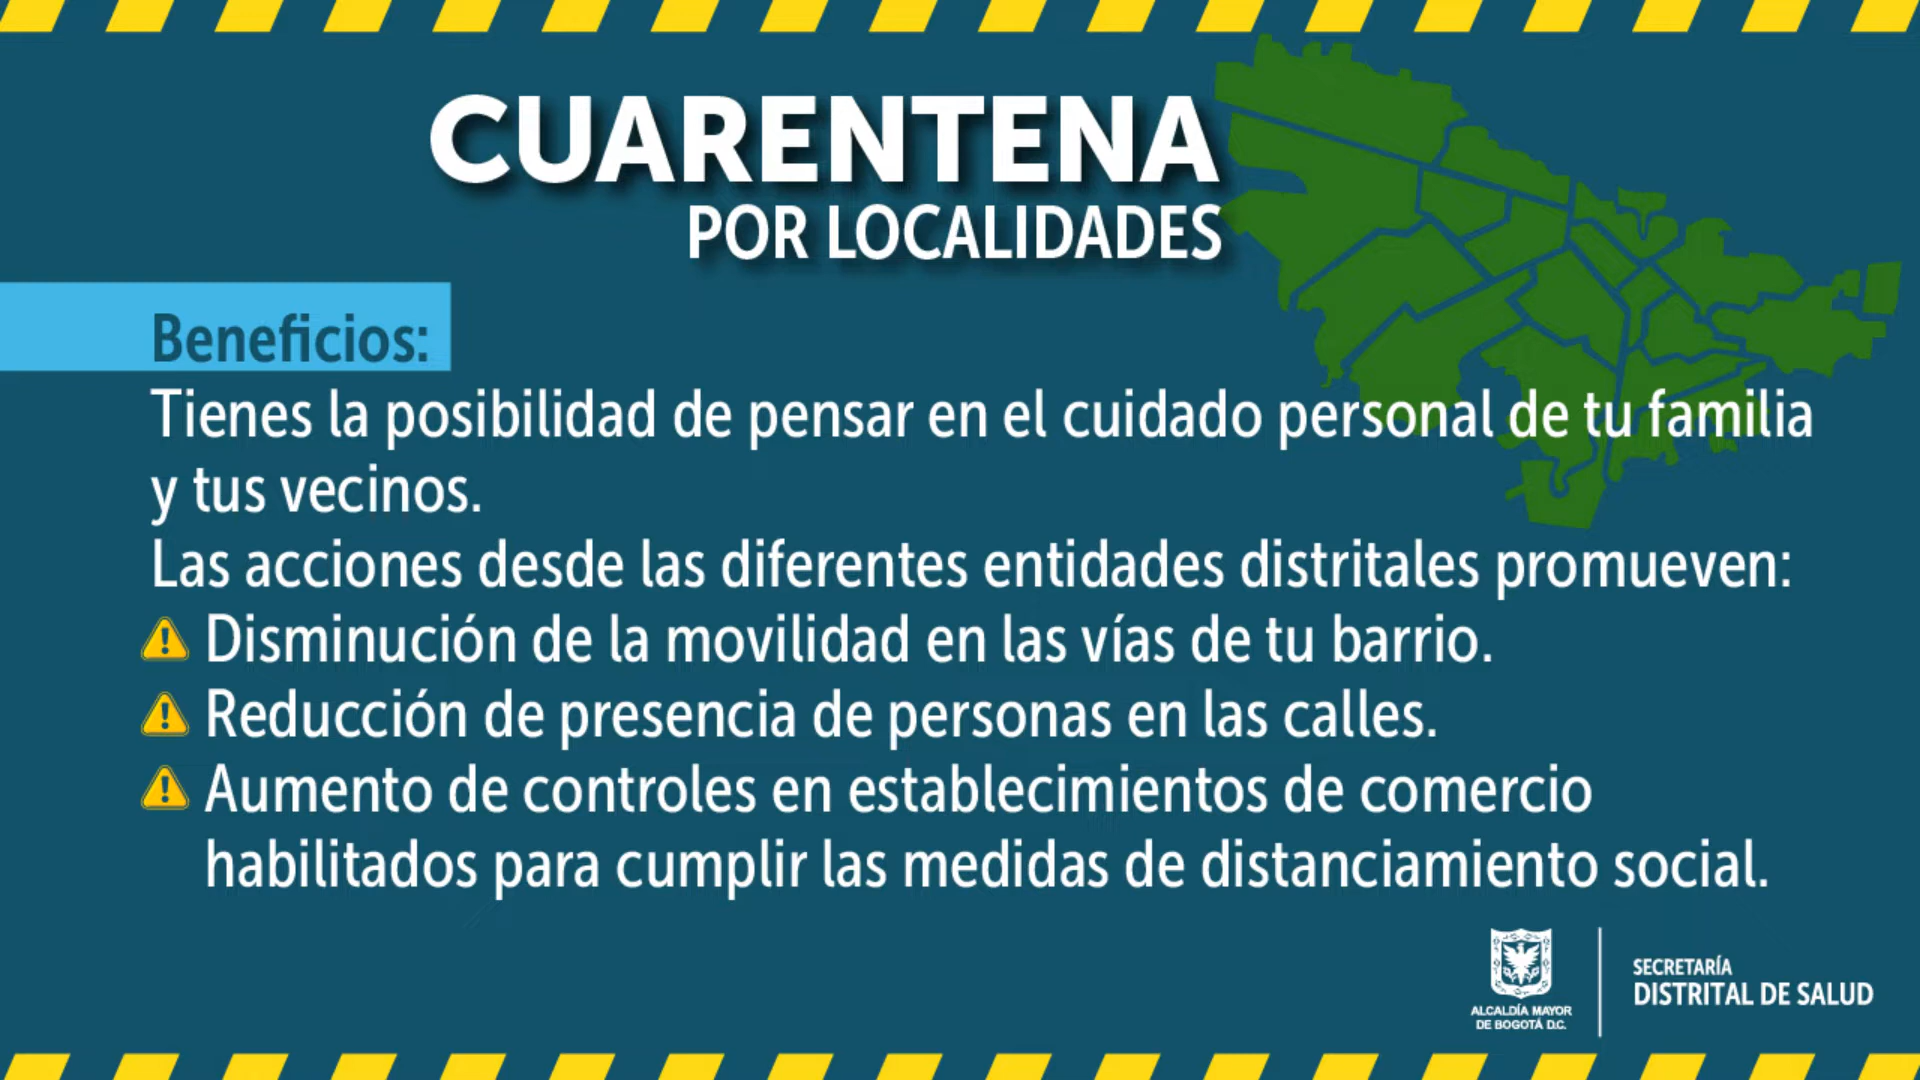 CUARENTENA
POR LOCALIDADES
Beneficios:
Tienes la posibilidad de pensar en el cuidado personal de tu familia
y tus vecinos.
Las acciones desde las diferentes entidades distritales promueven:
Disminución de la movilidad en las vías de tu barrio.
Reducción de presencia de personas en las calles.
Aumento de controles en establecimientos de comercio
habilitados para cumplir las medidas de distanciamiento social.
ALCALDÍA MAYOR
DE BOGOTÁ D.C.
SECRETARÍA
DISTRITAL DE SALUD